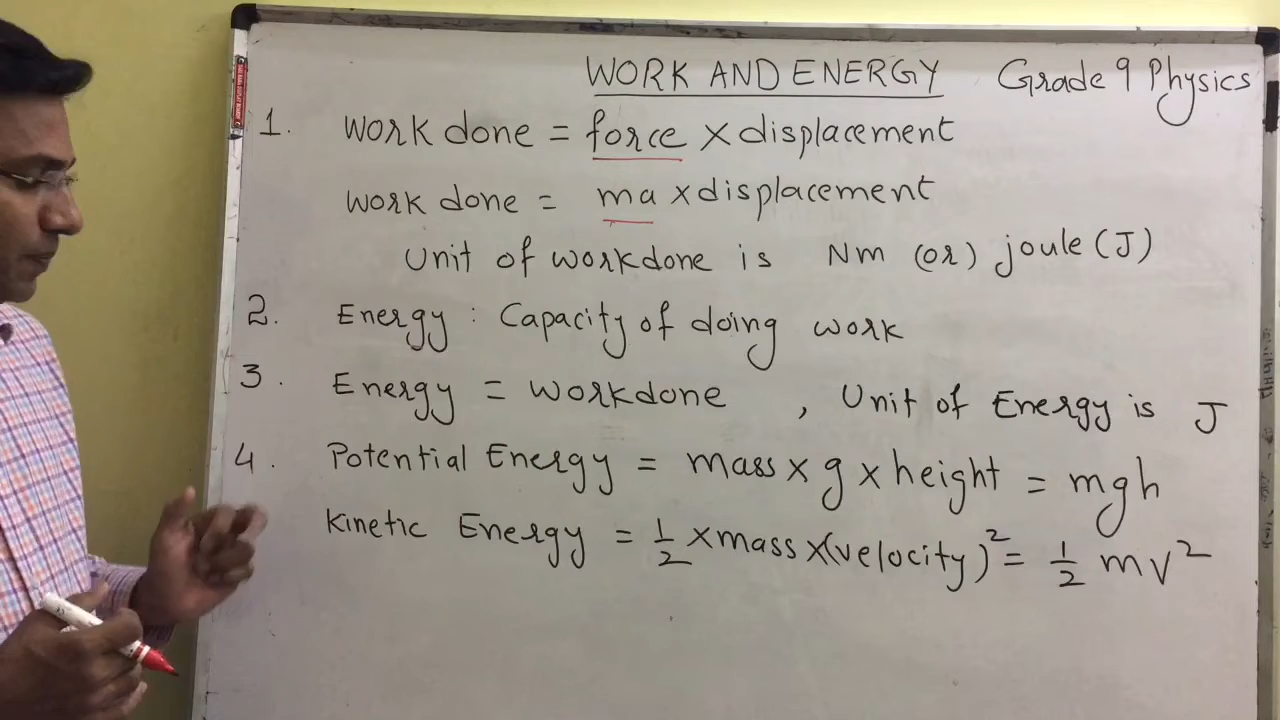 WORK AND ENERGY Grade 9 Physics
1. Work done = force × displacement
Work done = ma × displacement
Unit of workdone is Nm (or) joule (J)
2. Energy : Capacity of doing work
3. Energy = Workdone , Unit of Energy is J
4. Potential Energy = mass × g × height = mgh
Kinetic Energy = 1/2 × mass × (velocity)² = 1/2 mv²